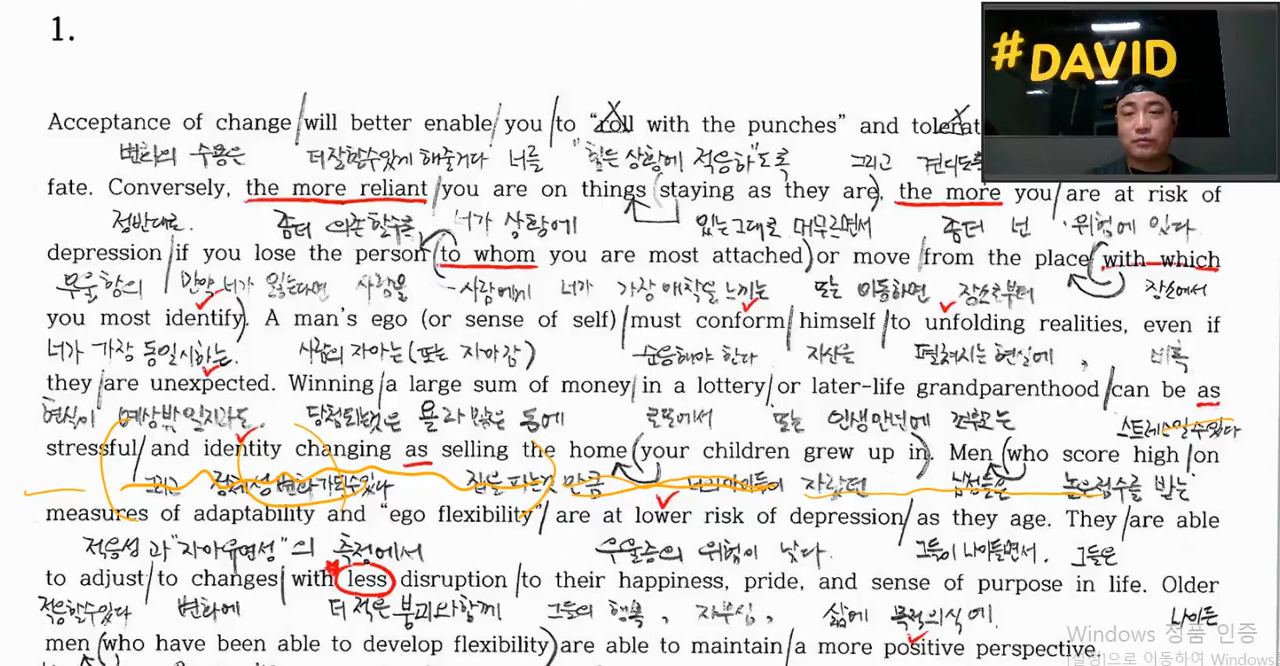 1.
#DAVID
Acceptance of change will better enable you to “roll with the punches” and tolerat
변화의 수용은 더잘할수있게 해줄거다 너를 "힘든 상황에 적응하"도록 그리고 견디도록
fate. Conversely, the more reliant you are on things (staying as they are), the more you are at risk of
정반대로. 좀더 의존할수록 너가 상황에 있는그대로 머무르면서 좀더 넌 위험에 있다.
depression if you lose the person (to whom you are most attached) or move from the place (with which
우울함의 만약 너가 잃는다면 사람을 사람에게 너가 가장 애착을 느끼는 또는 이동하면 장소로부터 장소에서
you most identify). A man’s ego (or sense of self) must conform himself to unfolding realities, even if
너가 가장 동일시하는. 사람의 자아는 (또는 자아감) 순응해야 한다 자신을 펼쳐지는 현실에, 비록
they are unexpected. Winning a large sum of money in a lottery or later-life grandparenthood can be as
현실이 예상밖일지라도. 당첨되는것은 많은 돈에 로또에서 또는 인생만년에 조부모는
stressful and identity changing as selling the home (your children grew up in). Men (who score high on
스트레스일수있다
그리고 정체성 변화가될수있다 집을파는것 만큼 너의아이들이 자랐던 남성들은 높은점수를 받는
measures of adaptability and “ego flexibility” are at lower risk of depression as they age. They are able
적응성 과 "자아유연성"의 측정에서 우울증의 위험이 낮다. 그들이 나이들면서. 그들은
to adjust to changes with less disruption to their happiness, pride, and sense of purpose in life. Older
적응할수있다 변화에 더 적은 붕괴와함께 그들의 행복, 자부심, 삶에 목적의식에. 나이든
men (who have been able to develop flexibility) are able to maintain a more positive perspective.
Windows 정품 인증
[설정]으로 이동하여 Windows